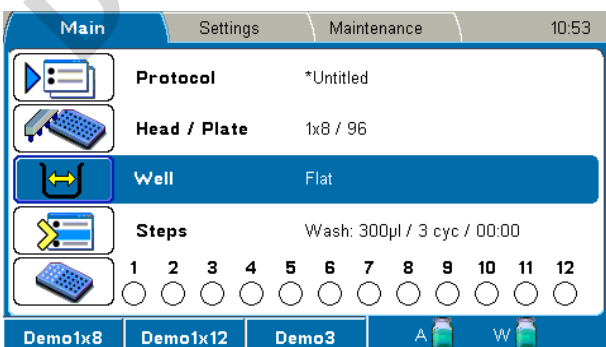 Main Settings Maintenance 10:53
Protocol *Untitled
Head / Plate 1x8 / 96
Well Flat
Steps Wash: 300µl / 3 cyc / 00:00
1 2 3 4 5 6 7 8 9 10 11 12
Demo1x8 Demo1x12 Demo3 A W